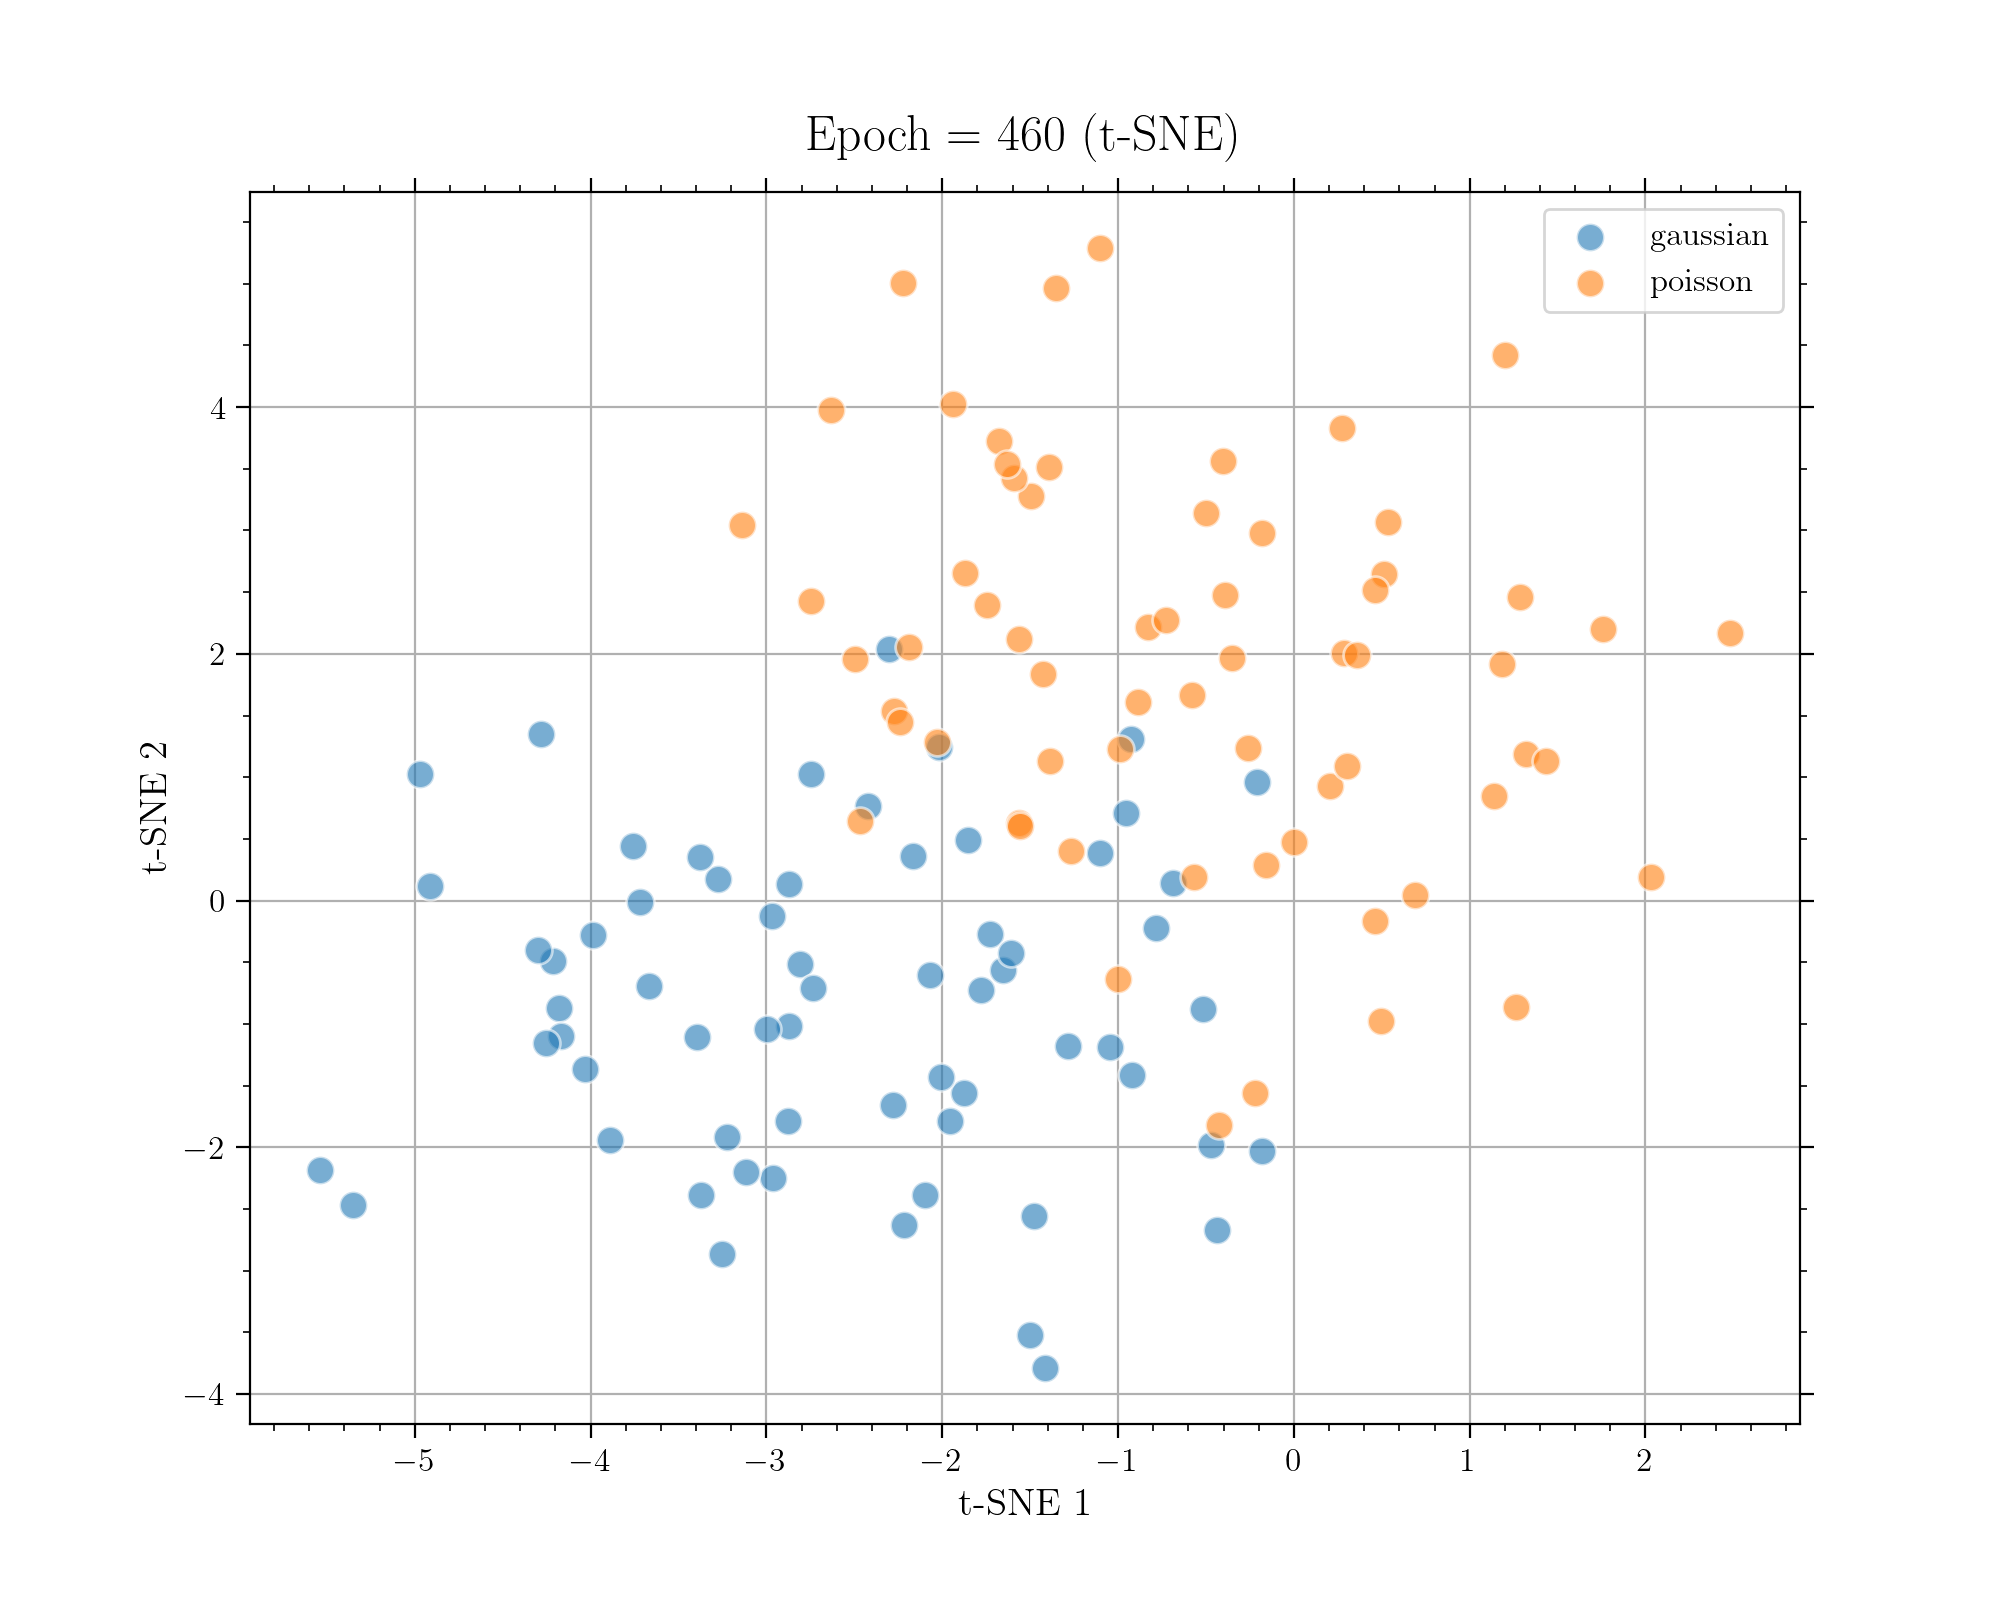 Epoch = 460 (t-SNE)
gaussian
poisson
4
2
0
−2
−4
t-SNE 2
−5 −4 −3 −2 −1 0 1 2
t-SNE 1